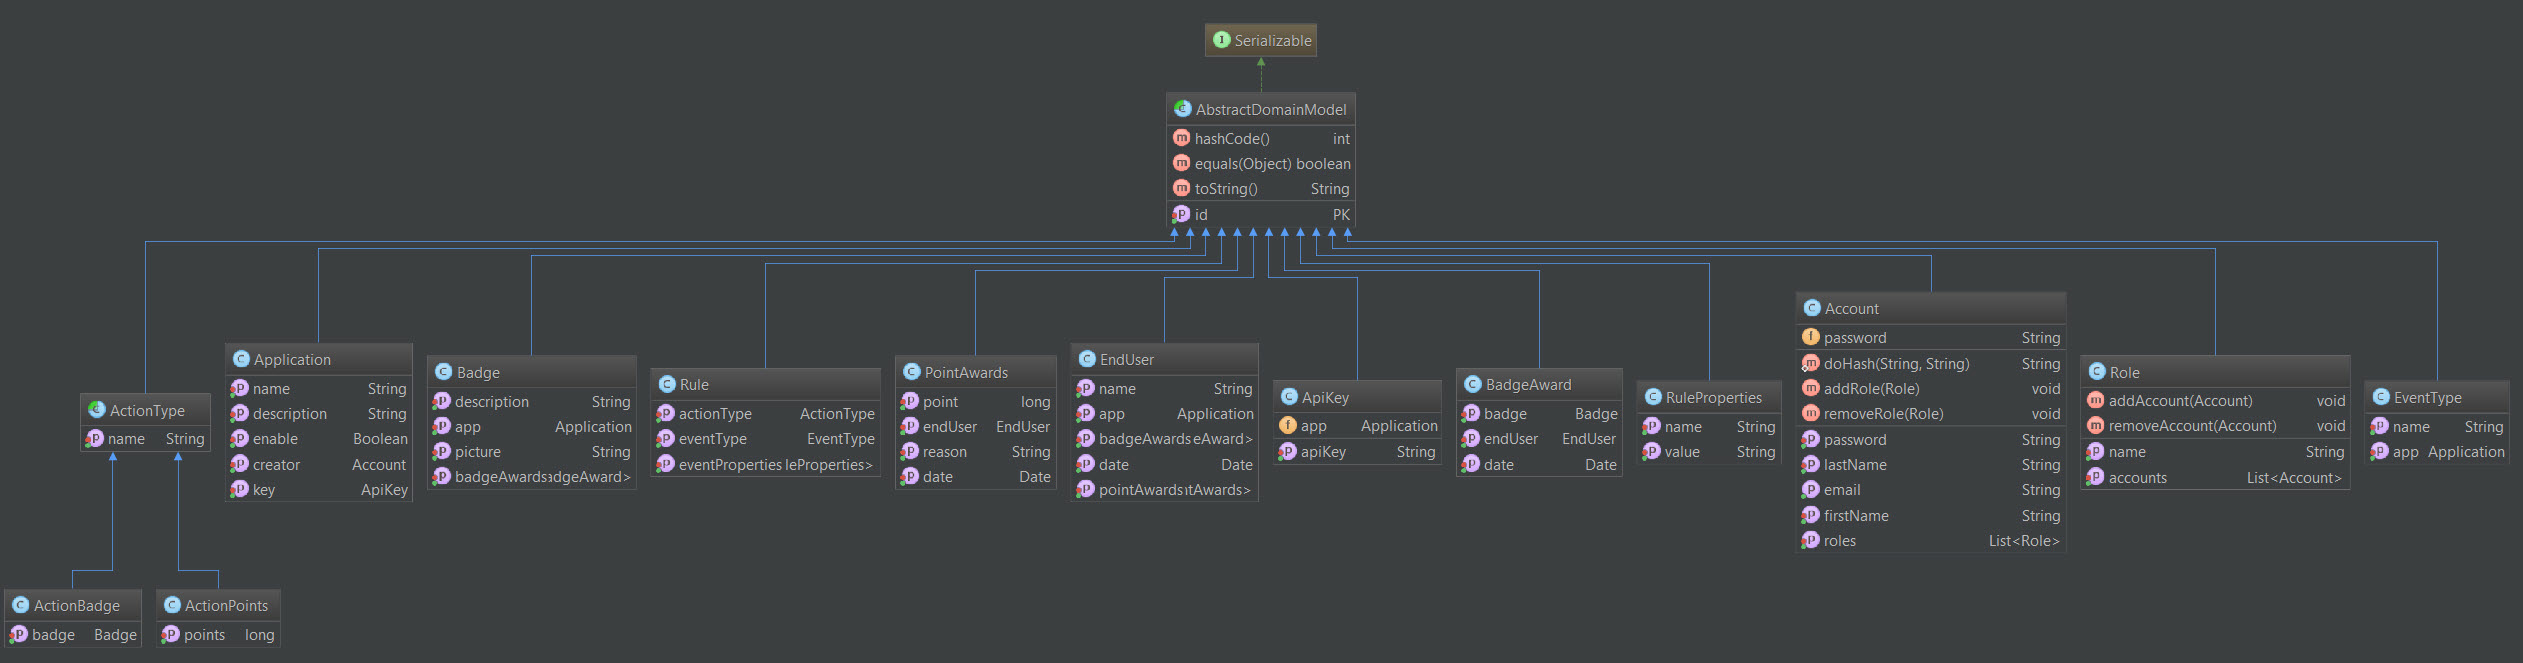 Serializable
AbstractDomainModel
hashCode() int
equals(Object) boolean
toString() String
id PK
ActionType
name String
Application
name String
description String
enable Boolean
creator Account
key ApiKey
Badge
description String
app Application
picture String
badgeAwards adgeAward>
Rule
actionType ActionType
eventType EventType
eventProperties leProperties>
PointAwards
point long
endUser EndUser
reason String
date Date
EndUser
name String
app Application
badgeAwards eAward>
date Date
pointAwards tAwards>
ApiKey
app Application
apiKey String
BadgeAward
badge Badge
endUser EndUser
date Date
RuleProperties
name String
value String
Account
password String
doHash(String, String) String
addRole(Role) void
removeRole(Role) void
password String
lastName String
email String
firstName String
roles List<Role>
Role
addAccount(Account) void
removeAccount(Account) void
name String
accounts List<Account>
EventType
name String
app Application
ActionBadge
badge Badge
ActionPoints
points long